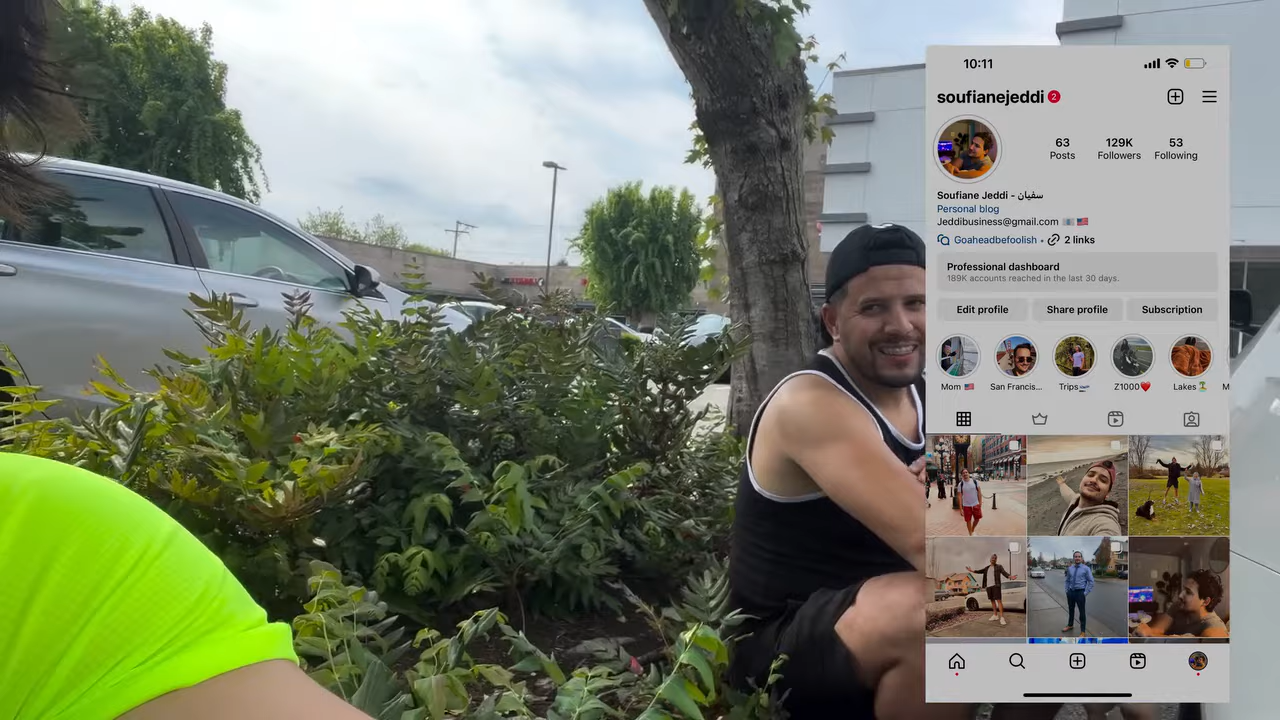 10:11
soufianejeddi 2
63 129K 53
Posts Followers Following
Soufiane Jeddi - سفيان
Personal blog
Jeddibusiness@gmail.com
Goaheadbefoolish • 2 links
Professional dashboard
189K accounts reached in the last 30 days.
Edit profile Share profile Subscription
Mom San Francis... Trips Z1000 Lakes M